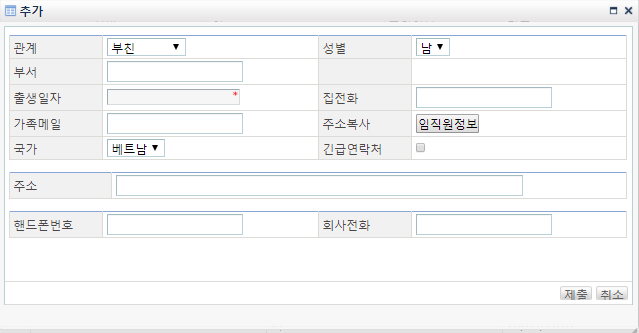 추가
관계 부친 성별 남
부서
출생일자 * 집전화
가족메일 주소복사 임직원정보
국가 베트남 긴급연락처
주소
핸드폰번호 회사전화
제출 취소